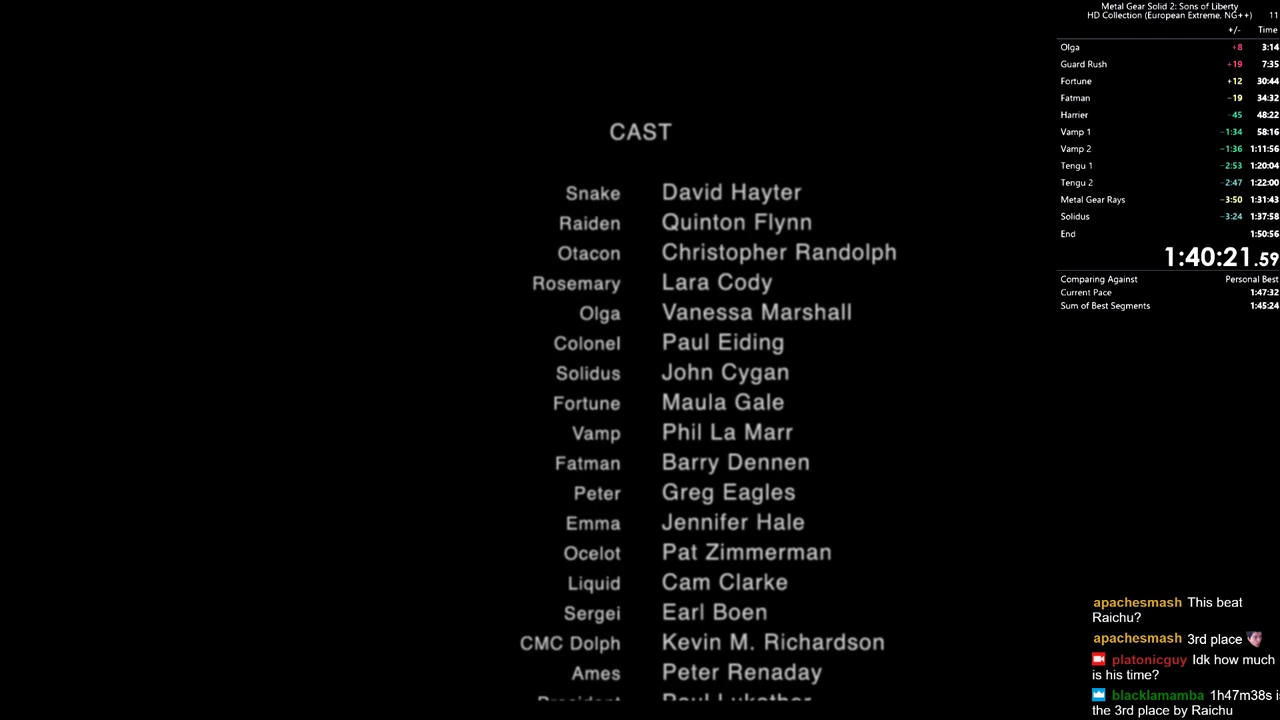 CAST
Snake David Hayter
Raiden Quinton Flynn
Otacon Christopher Randolph
Rosemary Lara Cody
Olga Vanessa Marshall
Colonel Paul Eiding
Solidus John Cygan
Fortune Maula Gale
Vamp Phil La Marr
Fatman Barry Dennen
Peter Greg Eagles
Emma Jennifer Hale
Ocelot Pat Zimmerman
Liquid Cam Clarke
Sergei Earl Boen
CMC Dolph Kevin M. Richardson
Ames Peter Renaday
President Paul Lukather
Metal Gear Solid 2: Sons of Liberty
HD Collection (European Extreme, NG++) 11
+/- Time
Olga +8 3:14
Guard Rush +19 7:35
Fortune +12 30:44
Fatman −19 34:32
Harrier −45 48:22
Vamp 1 −1:34 58:16
Vamp 2 −1:36 1:11:56
Tengu 1 −2:53 1:20:04
Tengu 2 −2:47 1:22:00
Metal Gear Rays −3:50 1:31:43
Solidus −3:24 1:37:58
End 1:50:56
1:40:21.59
Comparing Against Personal Best
Current Pace 1:47:32
Sum of Best Segments 1:45:24
apachesmash This beat
Raichu?
apachesmash 3rd place
platonicguy Idk how much
is his time?
blacklamamba 1h47m38s is
the 3rd place by Raichu